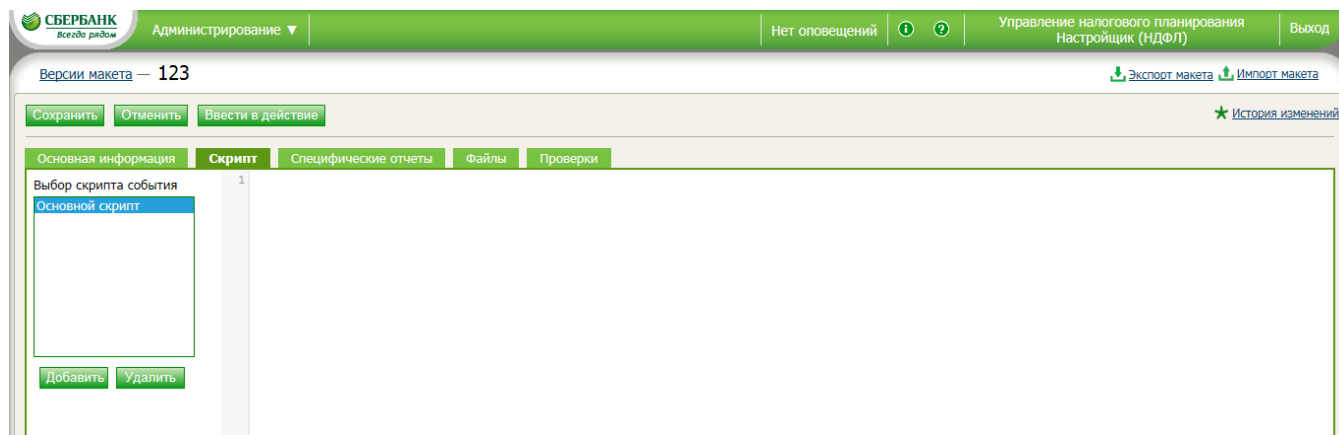 СБЕРБАНК
Всегда рядом
Администрирование ▼
Нет оповещений
Управление налогового планирования
Настройщик (НДФЛ)
Выход
Версии макета — 123
Экспорт макета Импорт макета
Сохранить Отменить Ввести в действие
История изменений
Основная информация Скрипт Специфические отчеты Файлы Проверки
Выбор скрипта события
1
Основной скрипт
Добавить Удалить